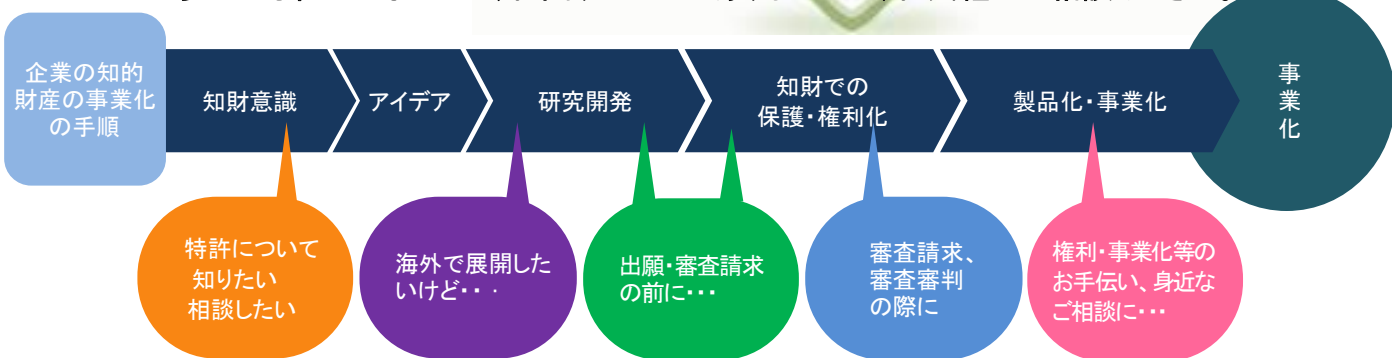 企業の知的
財産の事業化
の手順
知財意識
アイデア
研究開発
知財での
保護・権利化
製品化・事業化
事
業
化
特許について
知りたい
相談したい
海外で展開した
いけど・・・
出願・審査請求
の前に・・・
審査請求、
審査審判
の際に
権利・事業化等の
お手伝い、身近な
ご相談に・・・